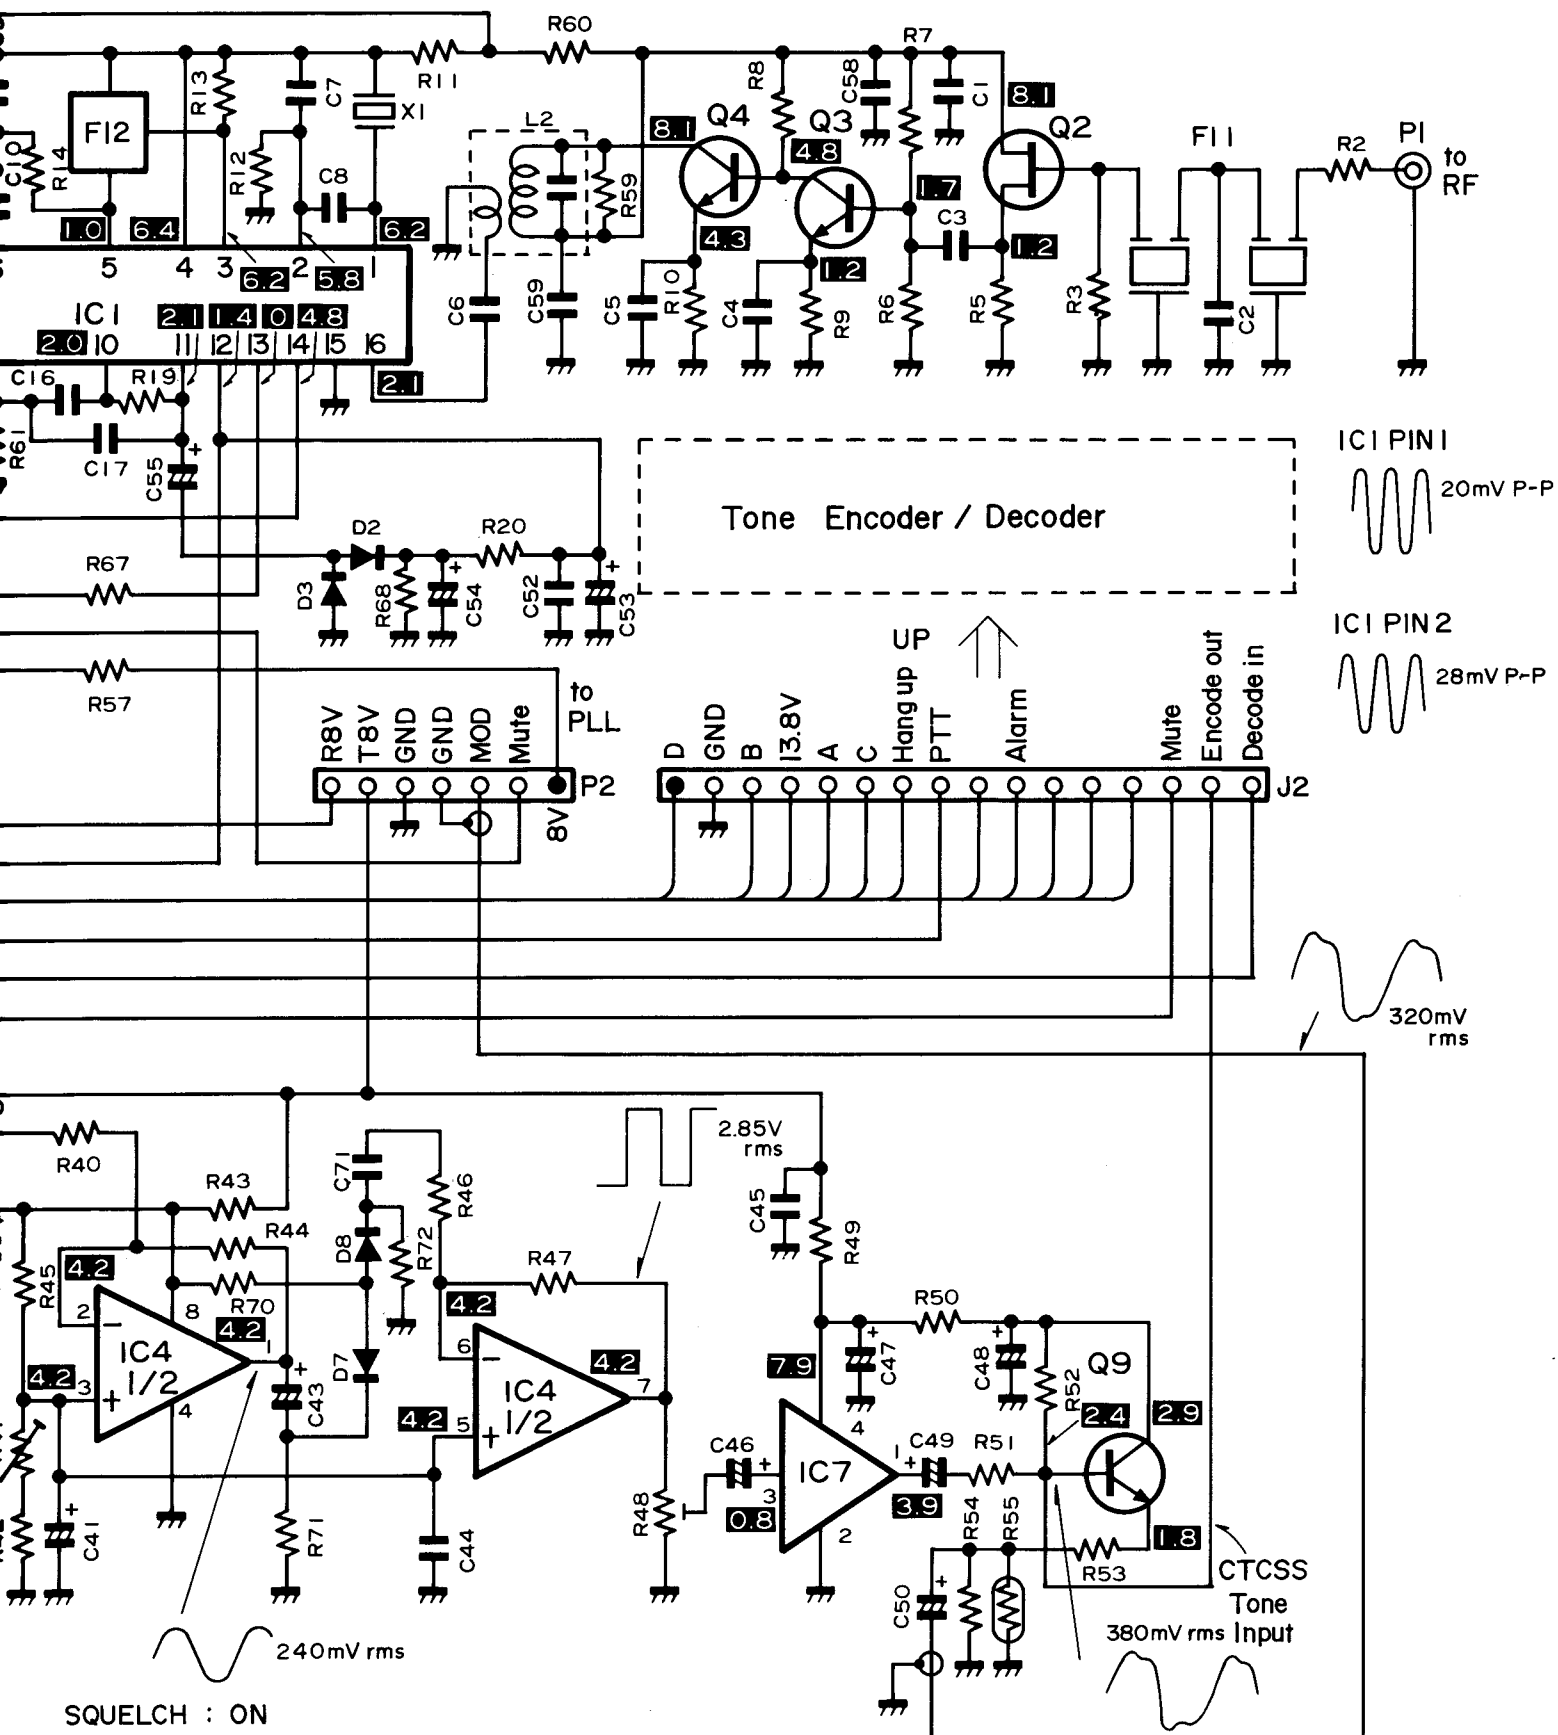 R60
R7
R13
C7
R11
X1
R8
C58
C1
8.1
Q4
Q3
Q2
FI1
R2
P1
to
RF
FI2
C10
R14
R12
C8
L2
8.1
4.8
R59
1.7
C3
1.0
6.4
6.2
4.3
1.2
1.2
5
4
3
2
1
6.2
5.8
IC1
C6
C59
C5
R10
C4
R9
R6
R5
R3
C2
2.1
1.4
0
4.8
2.0
10
11
12
13
14
15
16
C16
R19
2.1
R61
C17
C55
+
IC1 PIN1
20mV P-P
Tone Encoder / Decoder
D2
R20
R67
D3
R68
+
C54
C52
+
C53
IC1 PIN2
28mV P-P
UP
R57
to
PLL
R8V
T8V
GND
GND
MOD
Mute
8V
P2
D
GND
B
13.8V
A
C
Hang up
PTT
Alarm
Mute
Encode out
Decode in
J2
320mV
rms
R40
2.85V
rms
R43
C71
R46
C45
R49
R44
R45
4.2
D8
R72
R47
R70
4.2
2
8
1
4.2
R50
IC4
1/2
4.2
3
4
−
+
C43
+
D7
6
5
7
−
+
IC4
1/2
4.2
4.2
7.9
+
C47
+
C48
R52
Q9
2.4
2.9
C46
+
3
0.8
IC7
4
1
2
C49
+
3.9
R51
R48
R71
C41
+
C44
R54
R55
1.8
R53
CTCSS
Tone
Input
C50
+
240mV rms
380mV rms
SQUELCH : ON